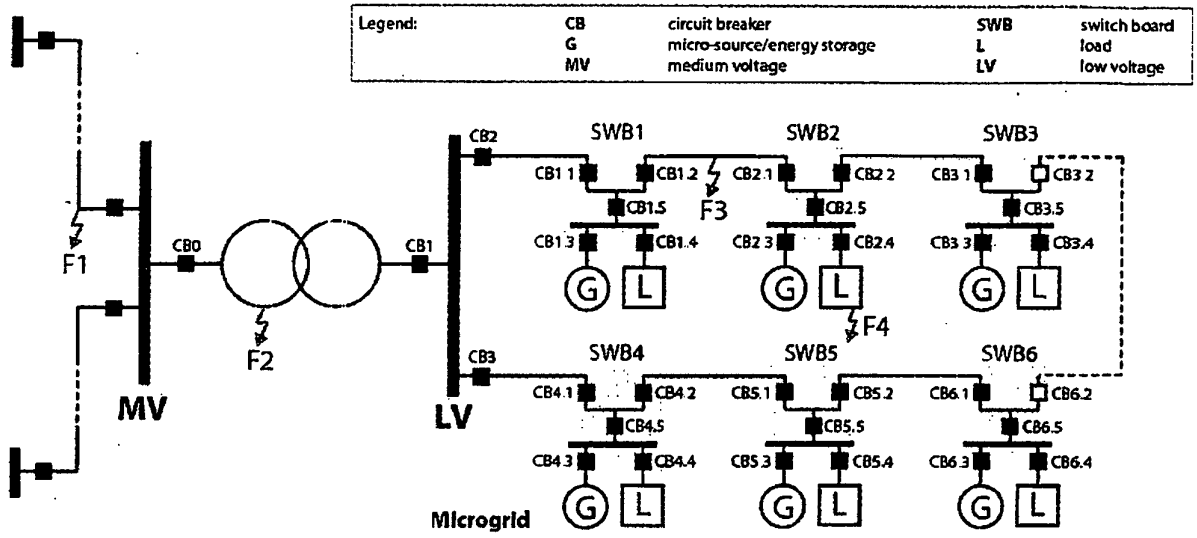 Legend: CB circuit breaker SWB switch board
G micro-source/energy storage L load
MV medium voltage LV low voltage
CB2 SWB1 SWB2 SWB3
CB1 1 CB1.2 CB2.1 CB2 2 CB3.1 CB3.2
F3
CB1.5 CB2.5 CB3.5
CB1.3 CB1.4 CB2 3 CB2.4 CB3 3 CB3.4
F1 CB0 CB1
G L G L G L
F2 F4
CB3 SWB4 SWB5 SWB6
MV LV
CB4.1 CB4.2 CB5.1 CB5.2 CB6.1 CB6.2
CB4.5 CB5.5 CB6.5
CB4.3 CB4.4 CB5.3 CB5.4 CB6.3 CB6.4
G L G L G L
Microgrid